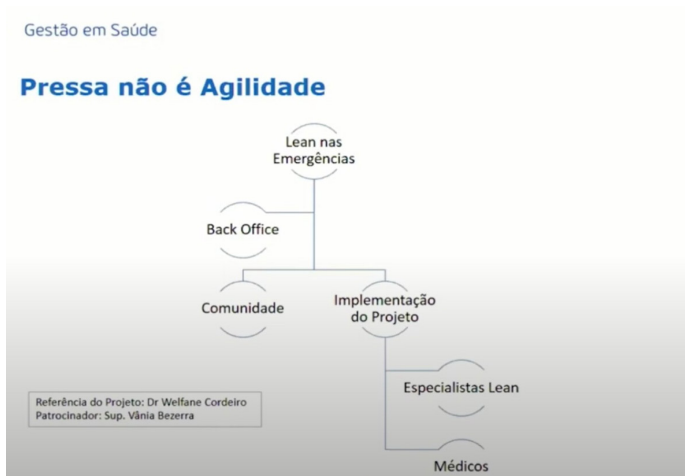 Gestão em Saúde
Pressa não é Agilidade
Lean nas
Emergências
Back Office
Comunidade
Implementação
do Projeto
Especialistas Lean
Médicos
Referência do Projeto: Dr Welfane Cordeiro
Patrocinador: Sup. Vânia Bezerra